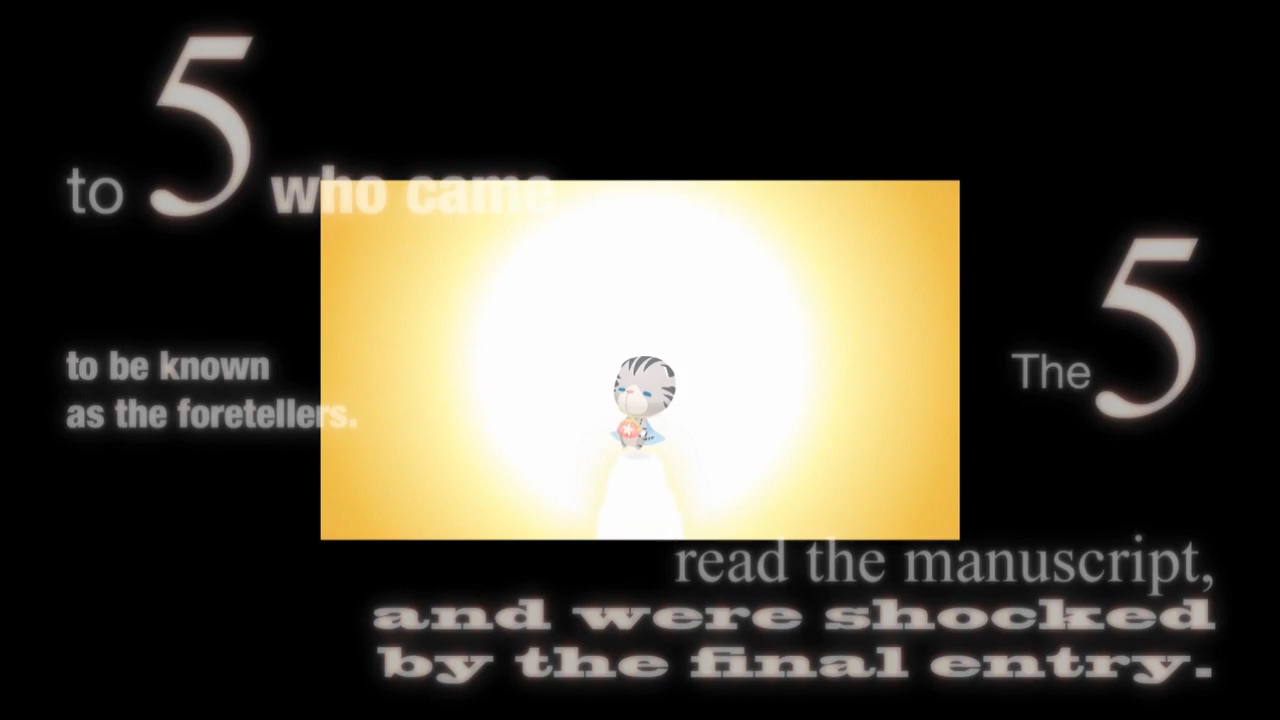 to 5 who came
to be known
as the foretellers.
The 5
read the manuscript,
and were shocked
by the final entry.